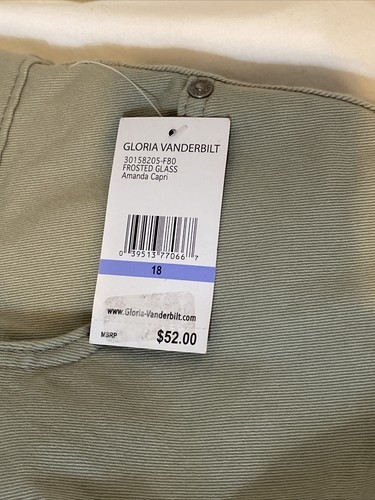 GLORIA VANDERBILT
30158205-F80
FROSTED GLASS
Amanda Capri
0 39513 77066 7
18
www.Gloria-Vanderbilt.com
MSRP $52.00